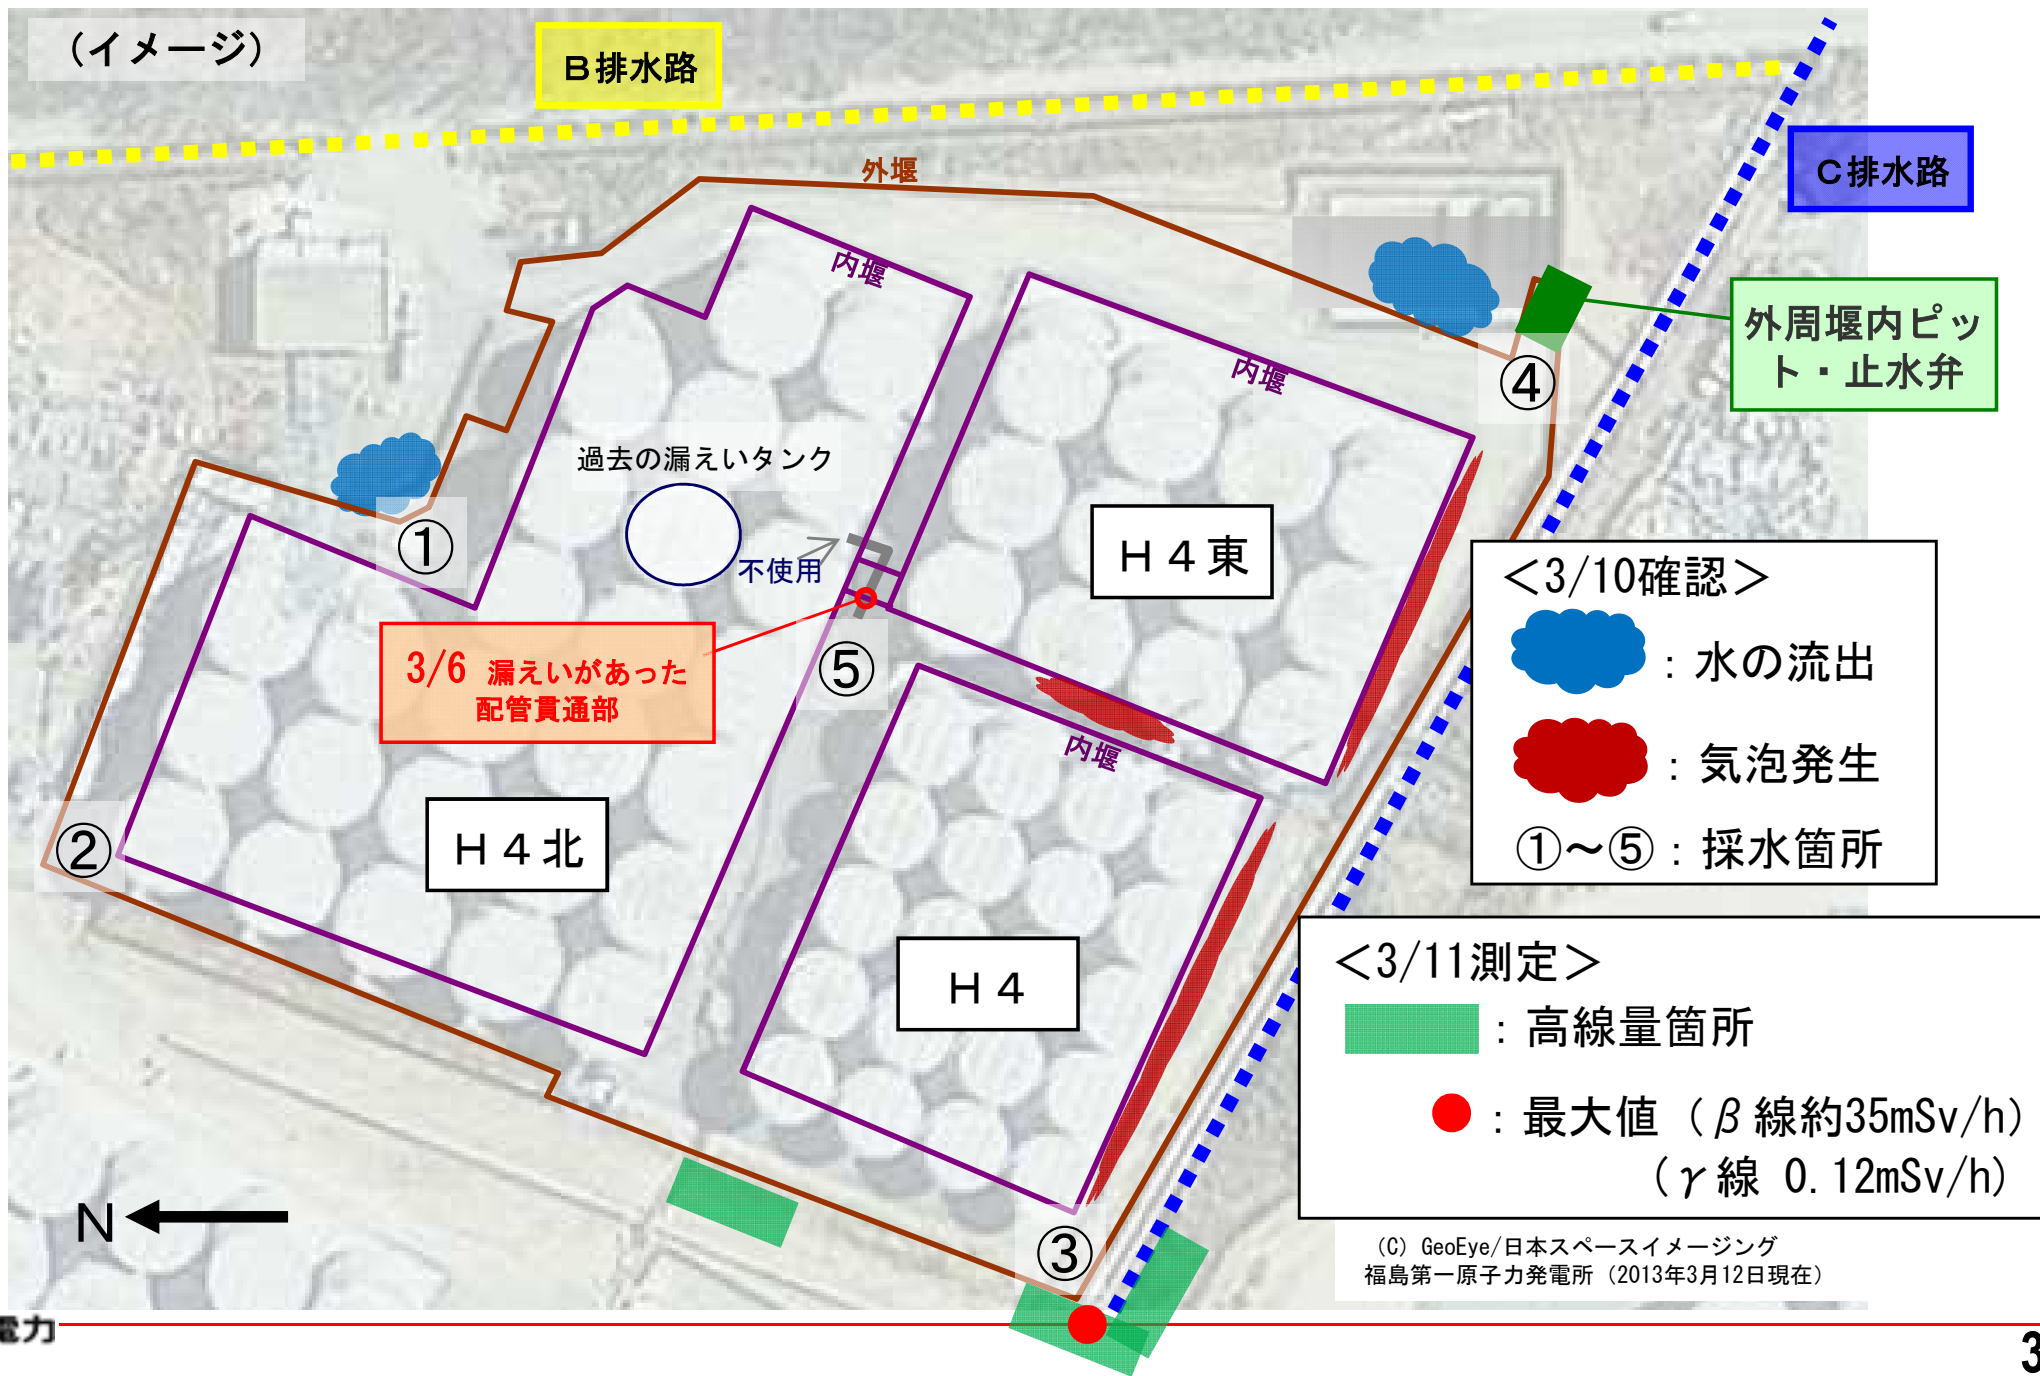 （イメージ）
Ｂ排水路
Ｃ排水路
外堰
内堰
内堰
外周堰内ピッ
ト・止水弁
④
過去の漏えいタンク
①
不使用
Ｈ４東
＜3/10確認＞
：水の流出
：気泡発生
①～⑤：採水箇所
3/6 漏えいがあった
配管貫通部
⑤
内堰
②
Ｈ４北
Ｈ４
＜3/11測定＞
：高線量箇所
：最大値（β線約35mSv/h）
（γ線 0.12mSv/h）
N
③
（C）GeoEye/日本スペースイメージング
福島第一原子力発電所（2013年3月12日現在）
電力
3